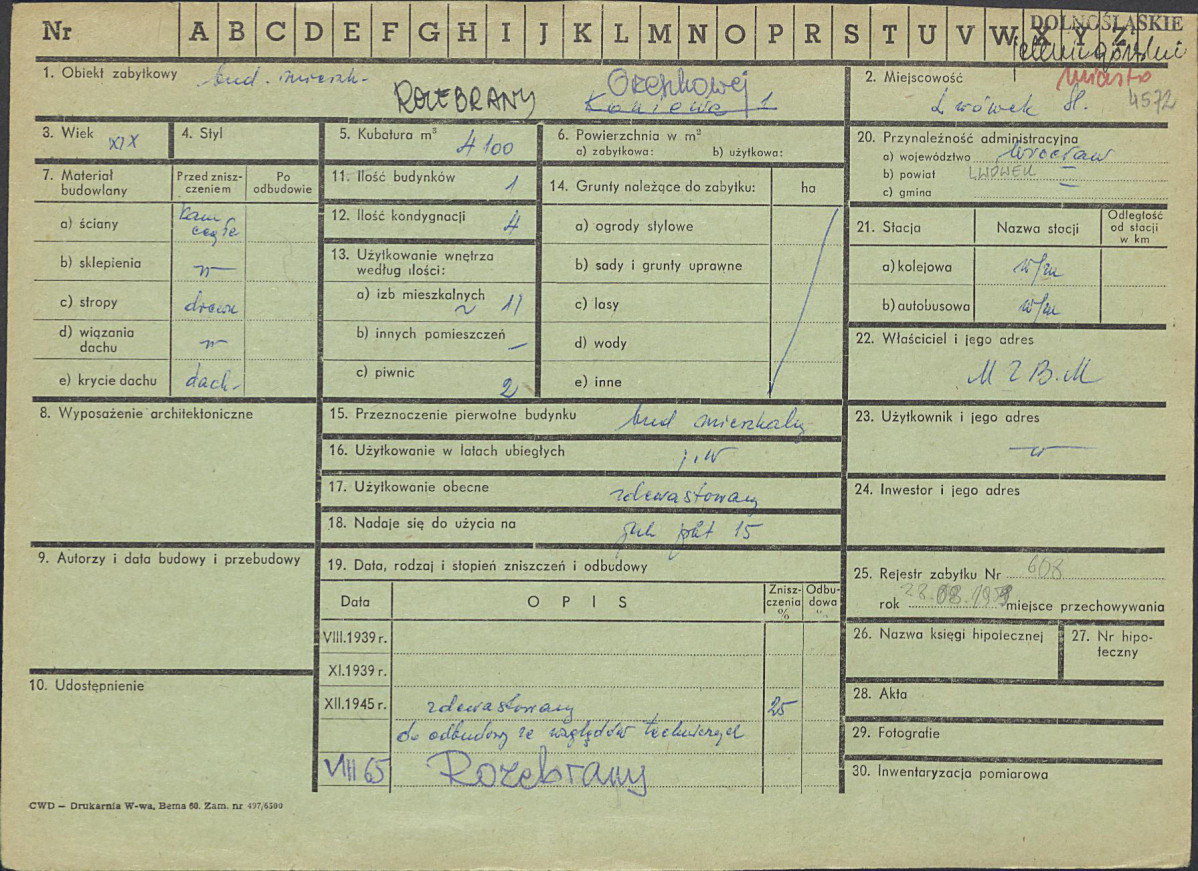 Nr A B C D E F G H I J K L M N O P R S T U V W X Y Z
DOLNOŚLĄSKIE
1. Obiekt zabytkowy bud. mieszk.
ROZEBRANY
Orzeszkowej
1
2. Miejscowość
miasto
Lwówek Śl.
4572
3. Wiek XIX
4. Styl
5. Kubatura m³ 4100
6. Powierzchnia w m²
a) zabytkowa: b) użytkowa:
7. Materiał budowlany
Przed zniszczeniem
Po odbudowie
a) ściany
b) sklepienia
c) stropy drewn
d) wiązania dachu
e) krycie dachu dach.
8. Wyposażenie architektoniczne
9. Autorzy i data budowy i przebudowy
10. Udostępnienie
11. Ilość budynków 1
12. Ilość kondygnacji 4
13. Użytkowanie wnętrza
według ilości:
a) izb mieszkalnych ~ 11
b) innych pomieszczeń –
c) piwnic 2
14. Grunty należące do zabytku: ha
a) ogrody stylowe
b) sady i grunty uprawne
c) lasy
d) wody
e) inne
15. Przeznaczenie pierwotne budynku bud mieszkalny
16. Użytkowanie w latach ubiegłych j.w
17. Użytkowanie obecne zdewastowany
18. Nadaje się do użycia na jak pkt 15
19. Data, rodzaj i stopień zniszczeń i odbudowy
Data OPIS Zniszczenia % Odbudowa %
VIII.1939 r.
XI.1939 r.
XII.1945 r. zdewastowany 25
do odbudowy ze względów technicznych
VIII 65 Rozebrany
20. Przynależność administracyjna
a) województwo Wrocław
b) powiat LWÓWEK
c) gmina
21. Stacja Nazwa stacji Odległość od stacji w km
a) kolejowa w/m
b) autobusowa w/m
22. Właściciel i jego adres
M Z B.M
23. Użytkownik i jego adres
24. Inwestor i jego adres
25. Rejestr zabytku Nr 608
rok miejsce przechowywania
26. Nazwa księgi hipotecznej
27. Nr hipoteczny
28. Akta
29. Fotografie
30. Inwentaryzacja pomiarowa
CWD – Drukarnia W-wa, Bema 60. Zam. nr 497/6500